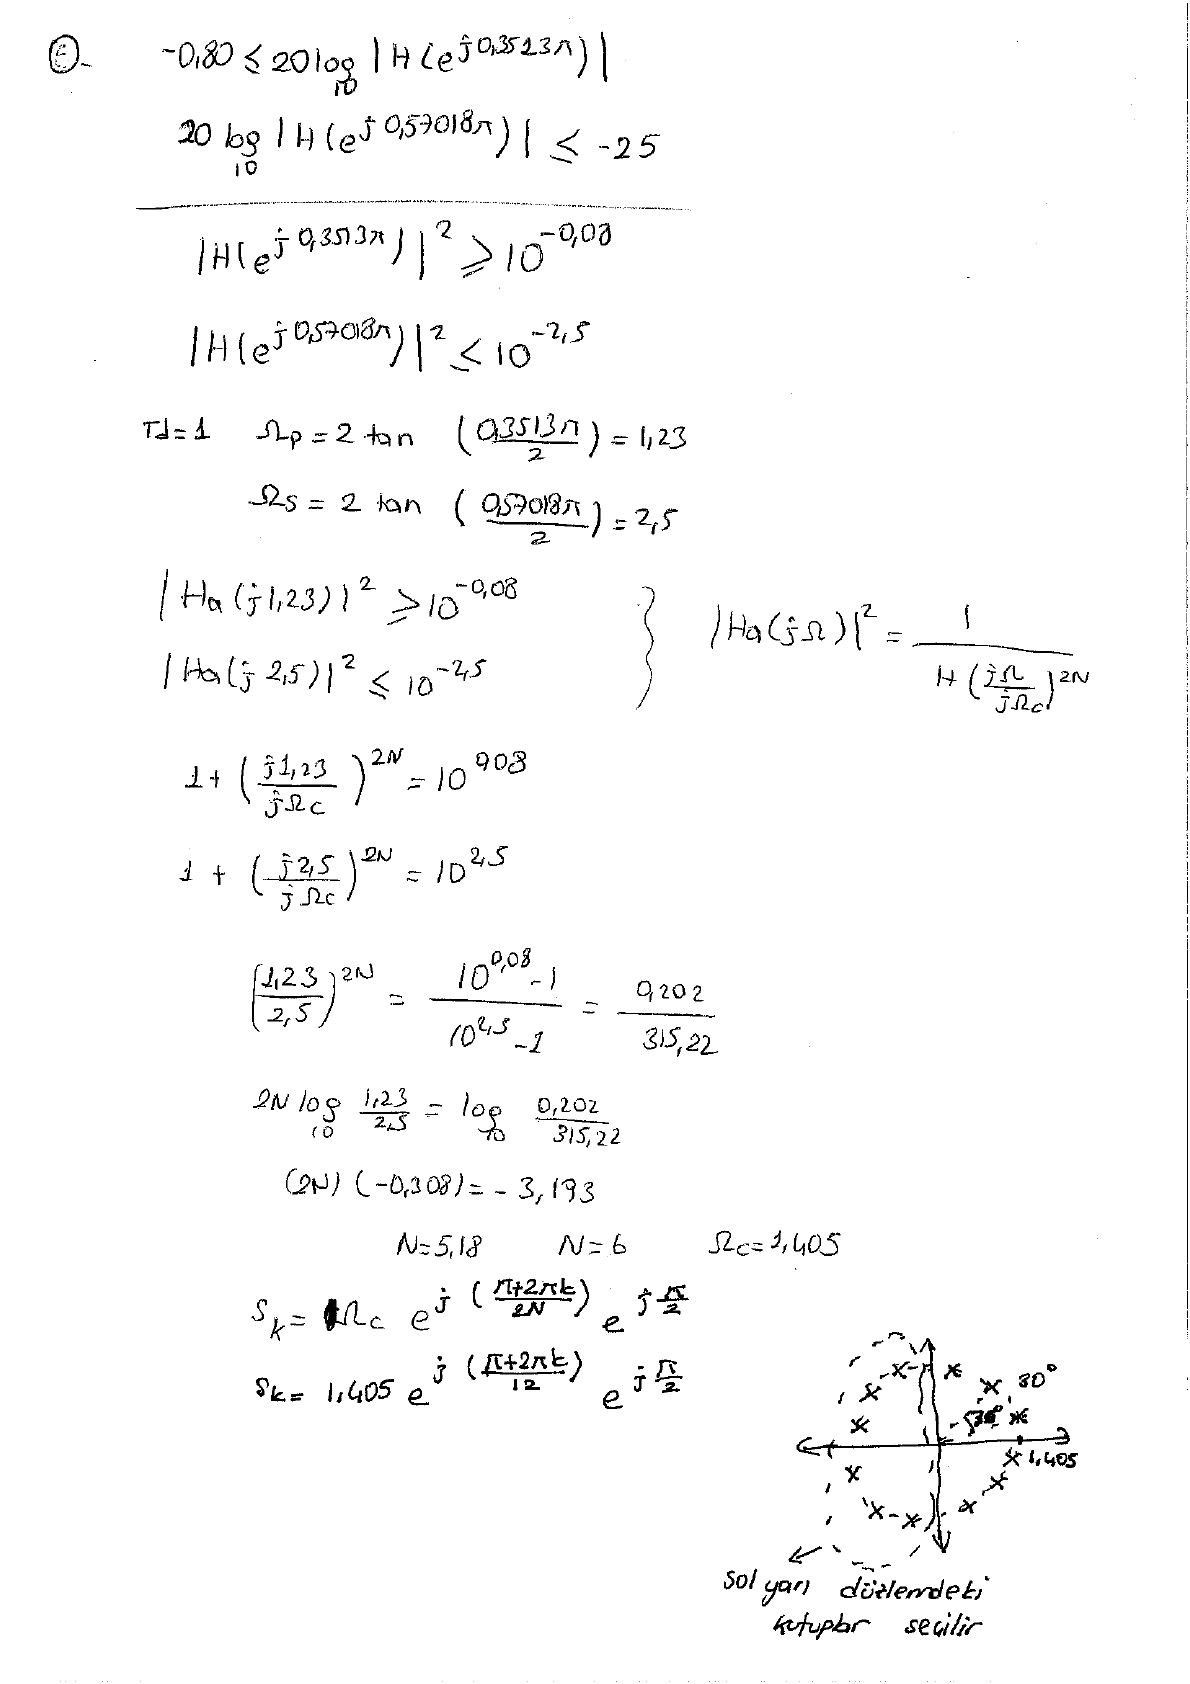 E.   -0,80 ≤ 20 log₁₀ |H(e^{j0,3513π})|
20 log₁₀ |H(e^{j0,57018π})| ≤ -25
|H(e^{j0,3513π})|² ≥ 10^{-0,08}
|H(e^{j0,57018π})|² ≤ 10^{-2,5}
Td=1   Ωp = 2 tan (0,3513π/2) = 1,23
Ωs = 2 tan (0,57018π/2) = 2,5
|Ha(j1,23)|² ≥ 10^{-0,08}
|Ha(j2,5)|² ≤ 10^{-2,5}
} |Ha(jΩ)|² = 1/(1+(jΩ/jΩc)^{2N})
1 + (j1,23/jΩc)^{2N} = 10^{0,08}
1 + (j2,5/jΩc)^{2N} = 10^{2,5}
(1,23/2,5)^{2N} = (10^{0,08}-1)/(10^{2,5}-1) = 0,202/315,22
2N log₁₀ 1,23/2,5 = log₁₀ 0,202/315,22
(2N) (-0,308) = -3,193
N=5,18   N=6   Ωc=1,405
Sk = Ωc e^{j((π+2πk)/2N)} e^{jπ/2}
Sk = 1,405 e^{j((π+2πk)/12)} e^{jπ/2}
30°
1,405
sol yarı düzlemdeki
kutuplar seçilir